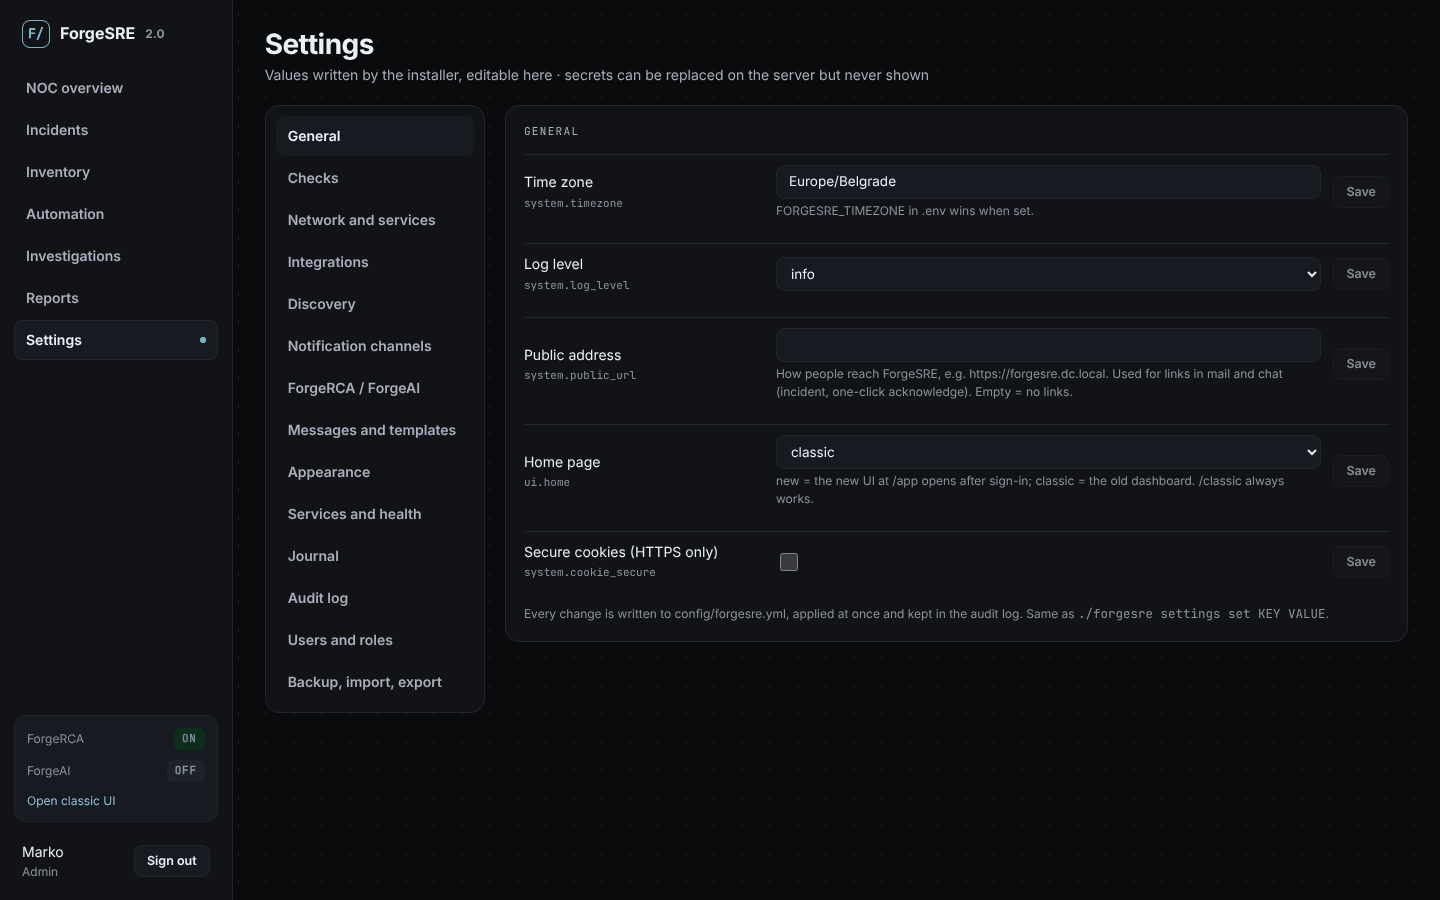 F/ ForgeSRE 2.0
NOC overview
Incidents
Inventory
Automation
Investigations
Reports
Settings
ForgeRCA ON
ForgeAI OFF
Open classic UI
Marko
Admin
Sign out
Settings
Values written by the installer, editable here · secrets can be replaced on the server but never shown
General
Checks
Network and services
Integrations
Discovery
Notification channels
ForgeRCA / ForgeAI
Messages and templates
Appearance
Services and health
Journal
Audit log
Users and roles
Backup, import, export
GENERAL
Time zone
system.timezone
Europe/Belgrade
FORGESRE_TIMEZONE in .env wins when set.
Save
Log level
system.log_level
info
Save
Public address
system.public_url
How people reach ForgeSRE, e.g. https://forgesre.dc.local. Used for links in mail and chat
(incident, one-click acknowledge). Empty = no links.
Save
Home page
ui.home
classic
new = the new UI at /app opens after sign-in; classic = the old dashboard. /classic always
works.
Save
Secure cookies (HTTPS only)
system.cookie_secure
Save
Every change is written to config/forgesre.yml, applied at once and kept in the audit log. Same as ./forgesre settings set KEY VALUE.